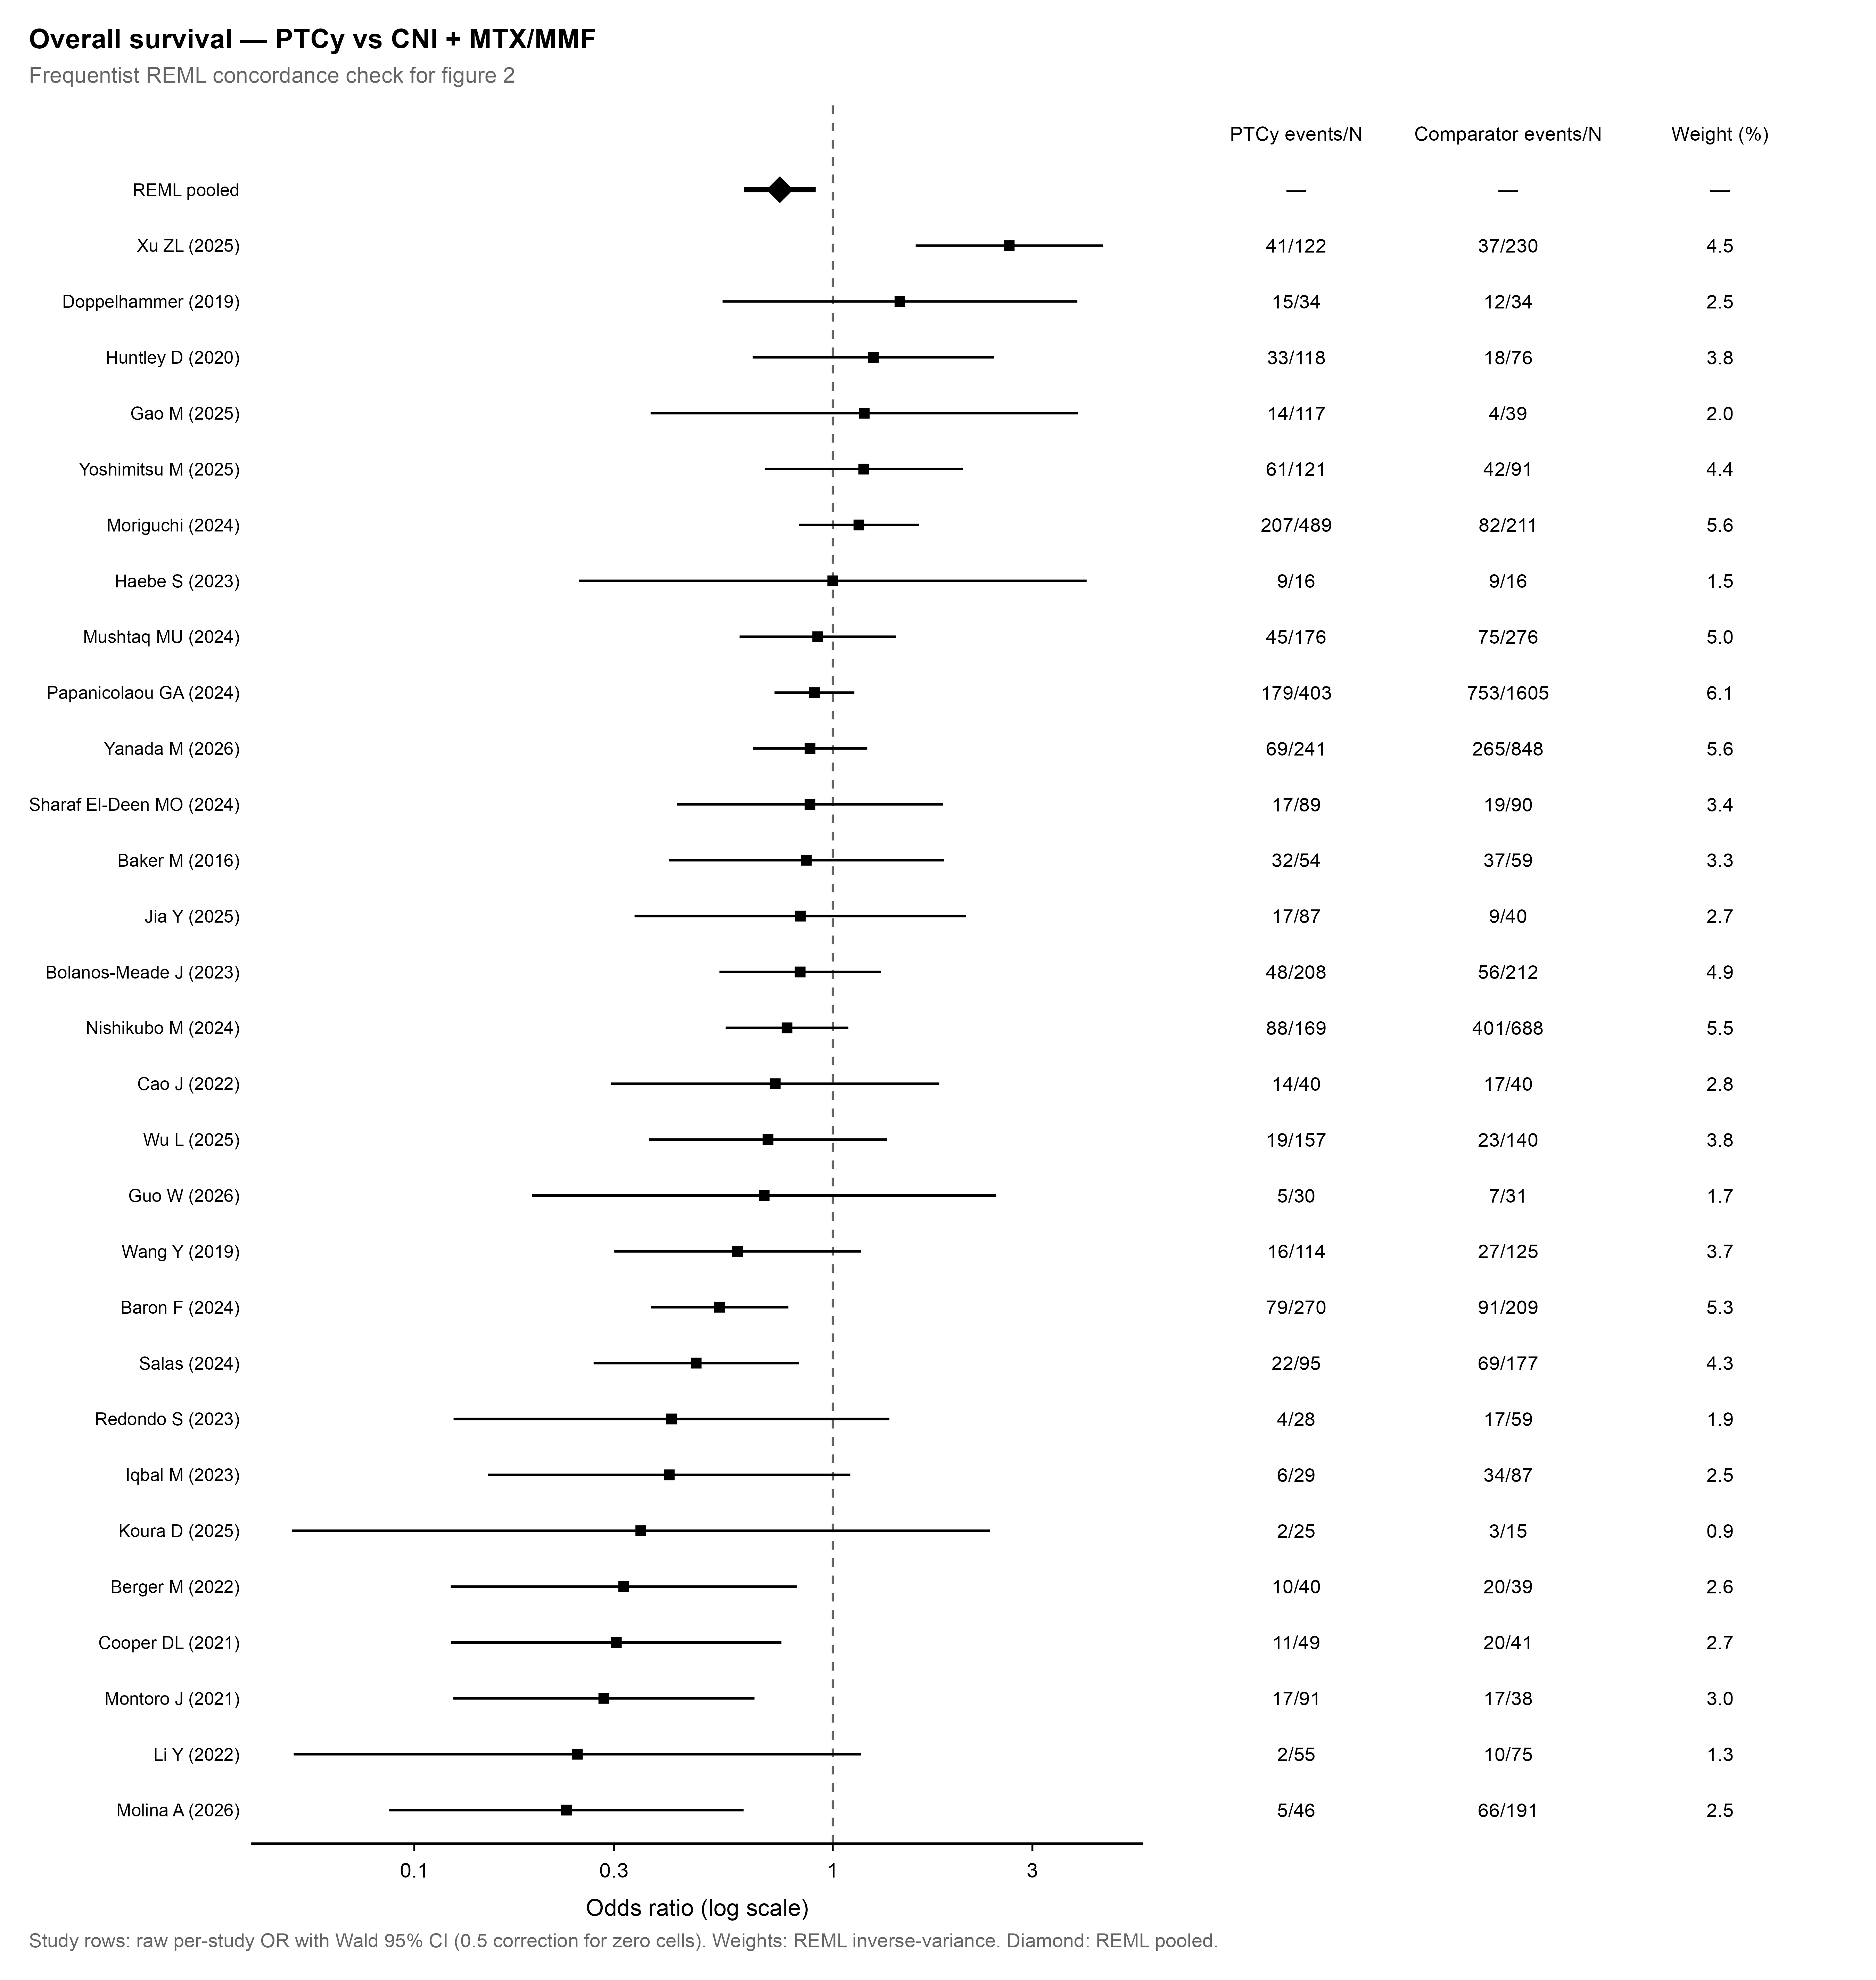 Overall survival — PTCy vs CNI + MTX/MMF
Frequentist REML concordance check for figure 2
PTCy events/N Comparator events/N Weight (%)
REML pooled — — —
Xu ZL (2025) 41/122 37/230 4.5
Doppelhammer (2019) 15/34 12/34 2.5
Huntley D (2020) 33/118 18/76 3.8
Gao M (2025) 14/117 4/39 2.0
Yoshimitsu M (2025) 61/121 42/91 4.4
Moriguchi (2024) 207/489 82/211 5.6
Haebe S (2023) 9/16 9/16 1.5
Mushtaq MU (2024) 45/176 75/276 5.0
Papanicolaou GA (2024) 179/403 753/1605 6.1
Yanada M (2026) 69/241 265/848 5.6
Sharaf El-Deen MO (2024) 17/89 19/90 3.4
Baker M (2016) 32/54 37/59 3.3
Jia Y (2025) 17/87 9/40 2.7
Bolanos-Meade J (2023) 48/208 56/212 4.9
Nishikubo M (2024) 88/169 401/688 5.5
Cao J (2022) 14/40 17/40 2.8
Wu L (2025) 19/157 23/140 3.8
Guo W (2026) 5/30 7/31 1.7
Wang Y (2019) 16/114 27/125 3.7
Baron F (2024) 79/270 91/209 5.3
Salas (2024) 22/95 69/177 4.3
Redondo S (2023) 4/28 17/59 1.9
Iqbal M (2023) 6/29 34/87 2.5
Koura D (2025) 2/25 3/15 0.9
Berger M (2022) 10/40 20/39 2.6
Cooper DL (2021) 11/49 20/41 2.7
Montoro J (2021) 17/91 17/38 3.0
Li Y (2022) 2/55 10/75 1.3
Molina A (2026) 5/46 66/191 2.5
0.1 0.3 1 3
Odds ratio (log scale)
Study rows: raw per-study OR with Wald 95% CI (0.5 correction for zero cells). Weights: REML inverse-variance. Diamond: REML pooled.